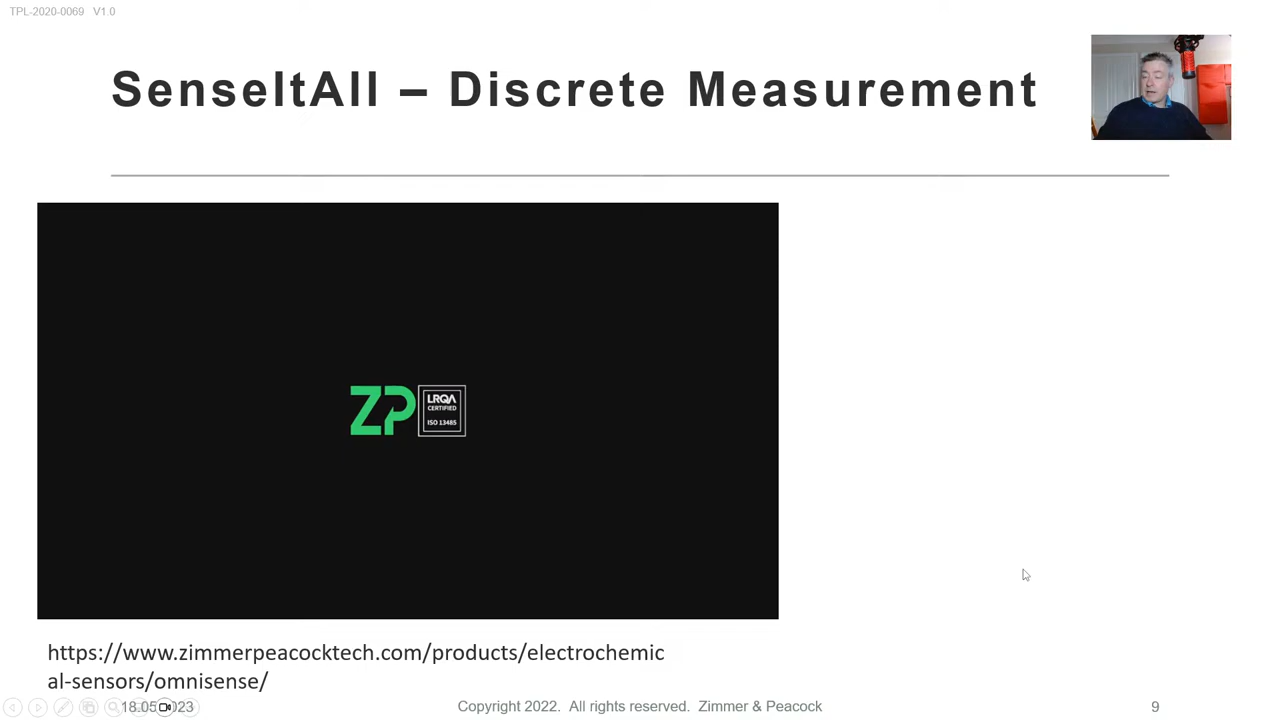 TPL-2020-0069 V1.0
SenseItAll – Discrete Measurement
ZP
LRQA
CERTIFIED
ISO 13485
https://www.zimmerpeacocktech.com/products/electrochemic
al-sensors/omnisense/
Copyright 2022. All rights reserved. Zimmer & Peacock
9